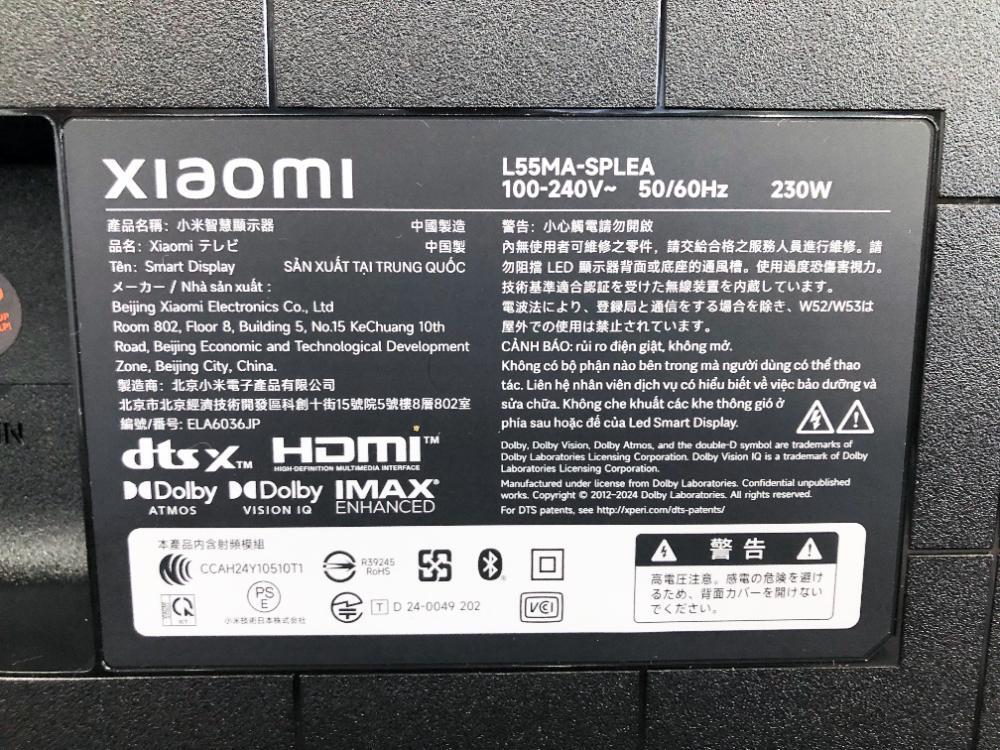 xiaomi
L55MA-SPLEA
100-240V~ 50/60Hz 230W
產品名稱: 小米智慧顯示器 中國製造
品名: Xiaomi テレビ 中国製
Tên: Smart Display SẢN XUẤT TẠI TRUNG QUỐC
メーカー / Nhà sản xuất :
Beijing Xiaomi Electronics Co., Ltd
Room 802, Floor 8, Building 5, No.15 KeChuang 10th
Road, Beijing Economic and Technological Development
Zone, Beijing City, China.
製造商: 北京小米電子產品有限公司
北京市北京經濟技術開發區科創十街15號院5號樓8層802室
編號/番号: ELA6036JP
警告: 小心觸電請勿開啟
內無使用者可維修之零件，請交給合格之服務人員進行維修。請
勿阻擋 LED 顯示器背面或底座的通風槽。使用過度恐傷害視力。
技術基準適合認証を受けた無線装置を内蔵しています。
電波法により、登録局と通信をする場合を除き、W52/W53は
屋外での使用は禁止されています。
CẢNH BÁO: rủi ro điện giật, không mở.
Không có bộ phận nào bên trong mà người dùng có thể thao
tác. Liên hệ nhân viên dịch vụ có hiểu biết về việc bảo dưỡng và
sửa chữa. Không che khuất các khe thông gió ở
phía sau hoặc đế của Led Smart Display.
Dolby, Dolby Vision, Dolby Atmos, and the double-D symbol are trademarks of
Dolby Laboratories Licensing Corporation. Dolby Vision IQ is a trademark of Dolby
Laboratories Licensing Corporation.
Manufactured under license from Dolby Laboratories. Confidential unpublished
works. Copyright © 2012-2024 Dolby Laboratories. All rights reserved.
For DTS patents, see http://xperi.com/dts-patents/
dts X™ HDMI™
HIGH-DEFINITION MULTIMEDIA INTERFACE
Dolby ATMOS
Dolby VISION IQ
IMAX® ENHANCED
本產品內含射頻模組
CCAH24Y10510T1
R39245
RoHS
PS
E
小米技術日本株式会社
T D 24-0049 202
VCI
警告
高電圧注意。感電の危険を避け
るため、背面カバーを開けない
でください。